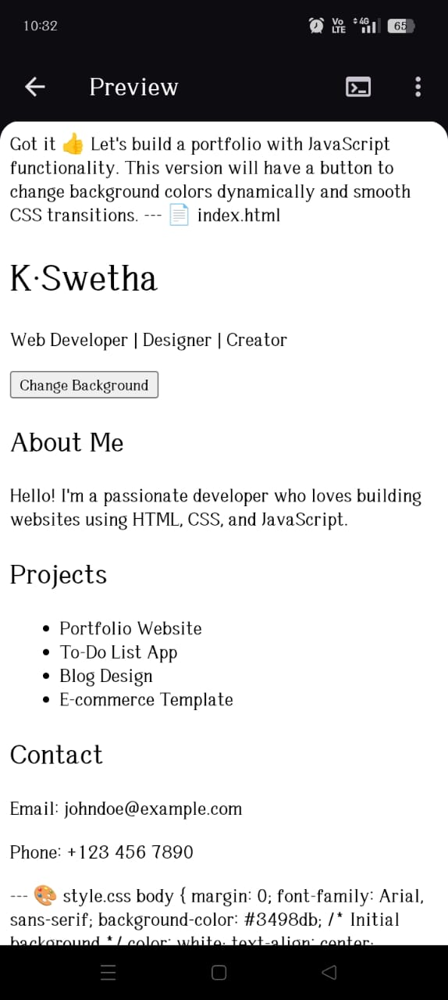 10:32
Vo
LTE
4G
65
Preview
Got it 👍 Let's build a portfolio with JavaScript
functionality. This version will have a button to
change background colors dynamically and smooth
CSS transitions. --- 📄 index.html
K·Swetha
Web Developer | Designer | Creator
Change Background
About Me
Hello! I'm a passionate developer who loves building
websites using HTML, CSS, and JavaScript.
Projects
• Portfolio Website
• To-Do List App
• Blog Design
• E-commerce Template
Contact
Email: johndoe@example.com
Phone: +123 456 7890
--- 🎨 style.css body { margin: 0; font-family: Arial,
sans-serif; background-color: #3498db; /* Initial
background */ color: white; text-align: center;